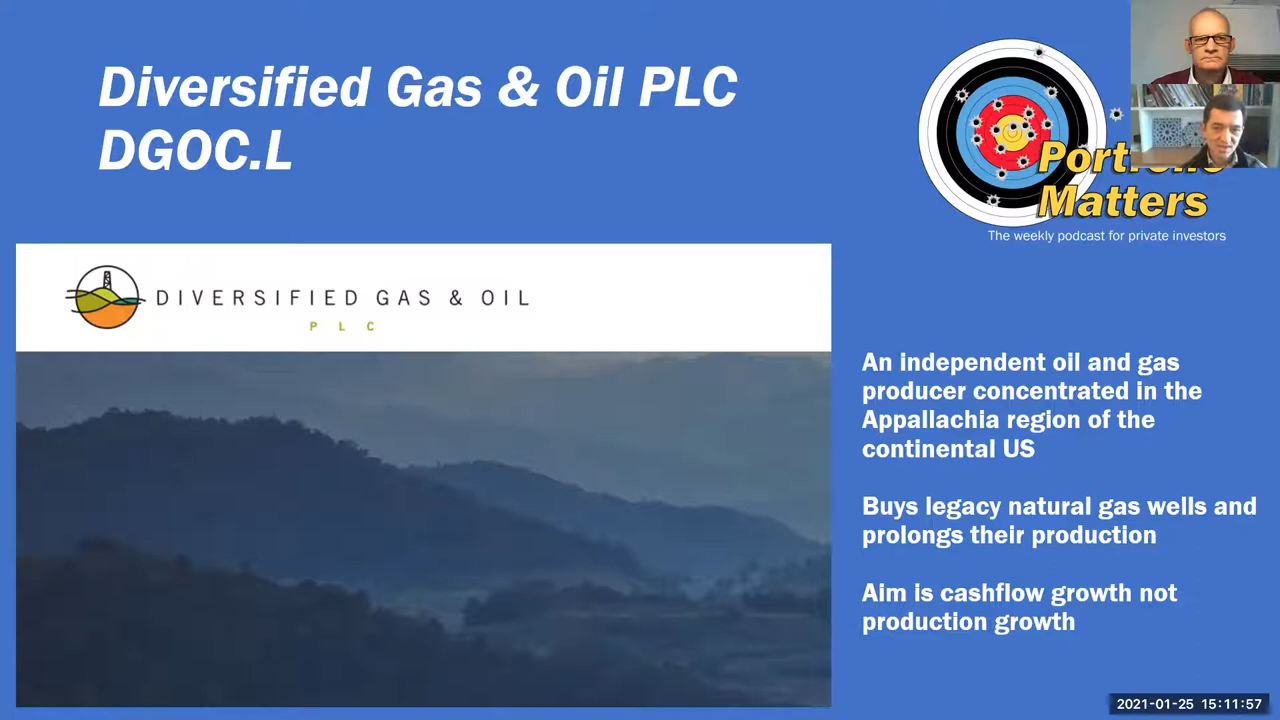 Diversified Gas & Oil PLC
DGOC.L
Matters
The weekly podcast for private investors
DIVERSIFIED GAS & OIL
PLC
An independent oil and gas
producer concentrated in the
Appallachia region of the
continental US
Buys legacy natural gas wells and
prolongs their production
Aim is cashflow growth not
production growth
2021-01-25 15:11:57